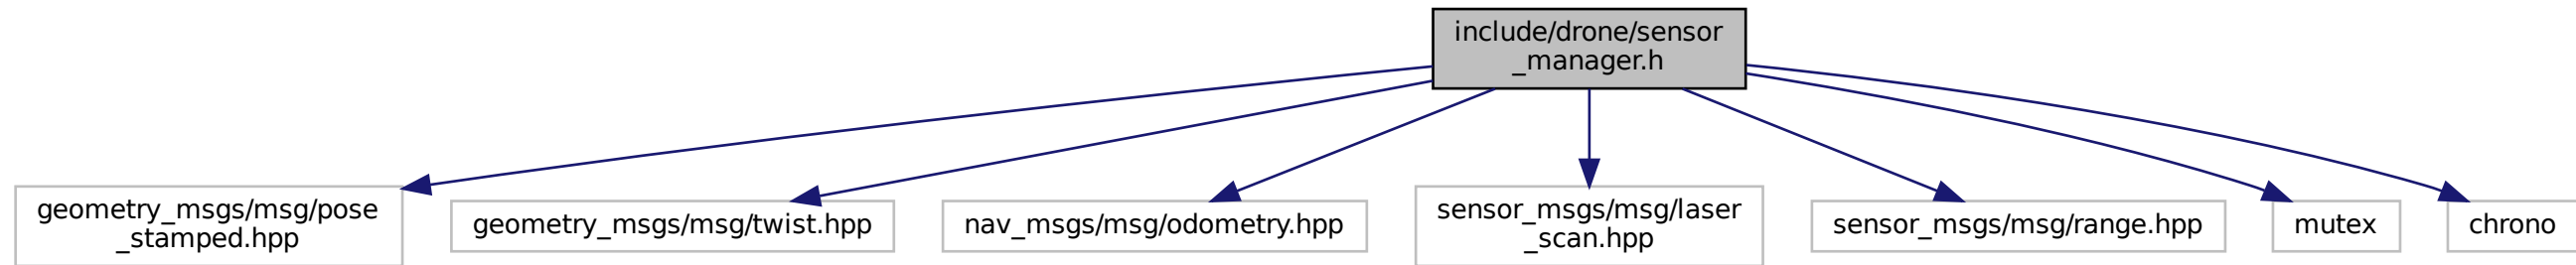 include/drone/sensor
_manager.h
geometry_msgs/msg/pose
_stamped.hpp
geometry_msgs/msg/twist.hpp
nav_msgs/msg/odometry.hpp
sensor_msgs/msg/laser
_scan.hpp
sensor_msgs/msg/range.hpp
mutex
chrono